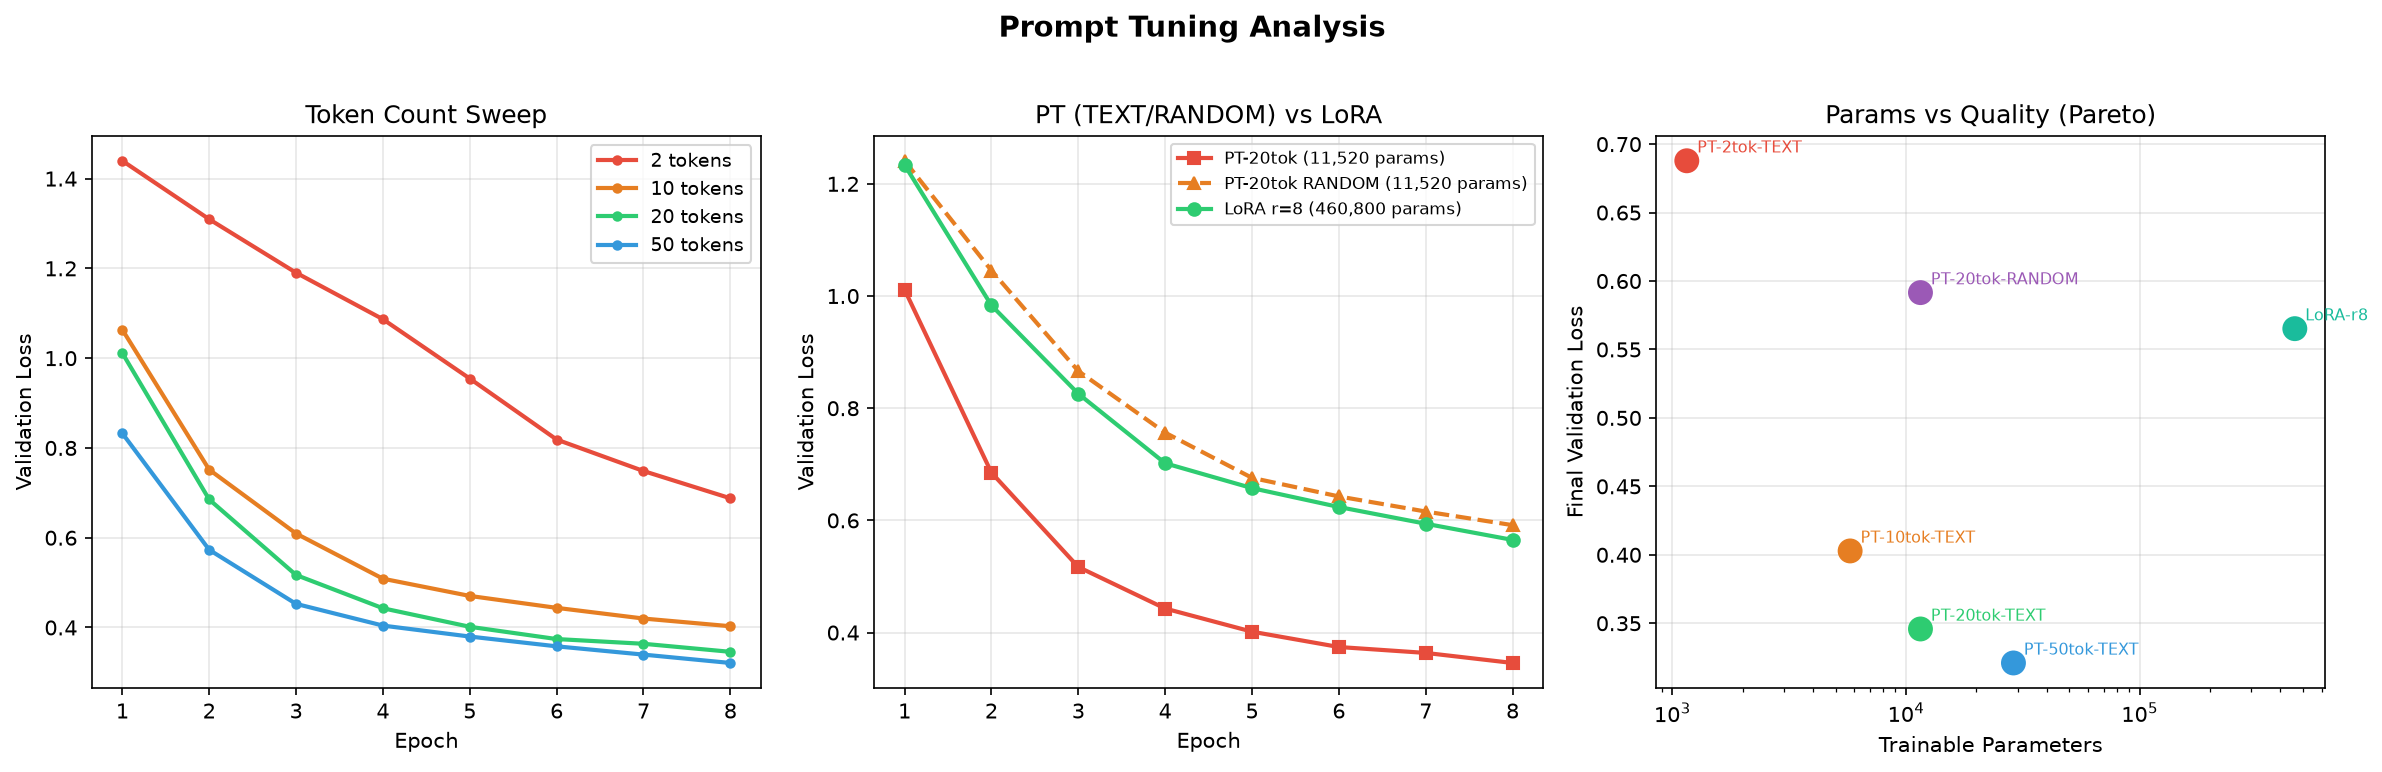 Prompt Tuning Analysis
Token Count Sweep
Validation Loss
1.4
1.2
1.0
0.8
0.6
0.4
2 tokens
10 tokens
20 tokens
50 tokens
1 2 3 4 5 6 7 8
Epoch
PT (TEXT/RANDOM) vs LoRA
Validation Loss
1.2
1.0
0.8
0.6
0.4
PT-20tok (11,520 params)
PT-20tok RANDOM (11,520 params)
LoRA r=8 (460,800 params)
1 2 3 4 5 6 7 8
Epoch
Params vs Quality (Pareto)
Final Validation Loss
0.70
0.65
0.60
0.55
0.50
0.45
0.40
0.35
PT-2tok-TEXT
PT-20tok-RANDOM
LoRA-r8
PT-10tok-TEXT
PT-20tok-TEXT
PT-50tok-TEXT
10³ 10⁴ 10⁵
Trainable Parameters